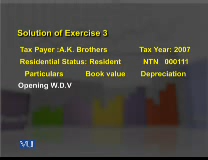 Solution of Exercise 3
Tax Payer :A.K. Brothers Tax Year: 2007
Residential Status: Resident NTN 000111
Particulars Book value Depreciation
Opening W.D.V
VU